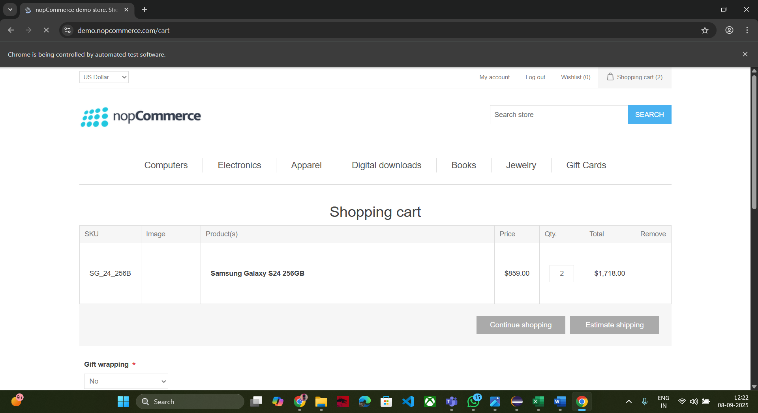 nopCommerce demo store. Sh
demo.nopcommerce.com/cart
Chrome is being controlled by automated test software.
US Dollar
My account
Log out
Wishlist (0)
Shopping cart (2)
nopCommerce
Search store
SEARCH
Computers
Electronics
Apparel
Digital downloads
Books
Jewelry
Gift Cards
Shopping cart
SKU
Image
Product(s)
Price
Qty.
Total
Remove
SG_24_256B
Samsung Galaxy S24 256GB
$859.00
2
$1,718.00
Continue shopping
Estimate shipping
Gift wrapping *
No
Search
ENG
IN
12:22
08-09-2025